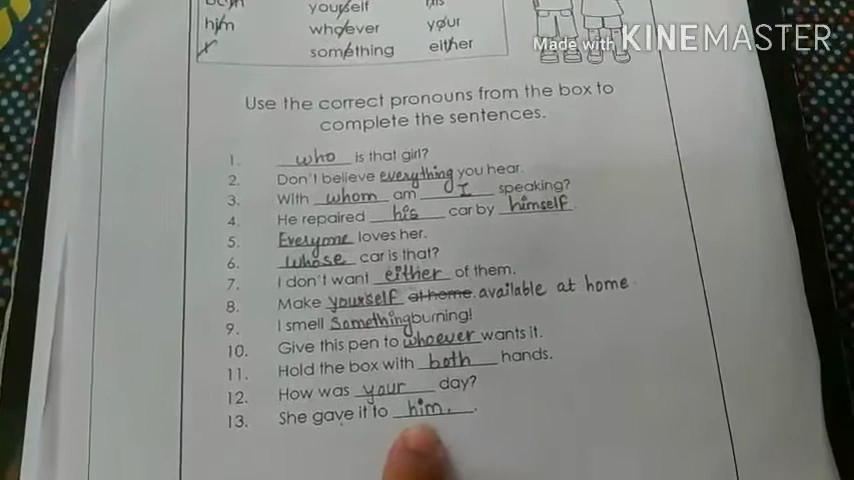 yourself
his
him
whoever
your
I
something
either
Made with KINEMASTER
Use the correct pronouns from the box to
complete the sentences.
1. who is that girl?
2. Don't believe everything you hear.
3. With whom am I speaking?
4. He repaired his car by himself.
5. Everyone loves her.
6. whose car is that?
7. I don't want either of them.
8. Make yourself at home. available at home
9. I smell something burning!
10. Give this pen to whoever wants it.
11. Hold the box with both hands.
12. How was your day?
13. She gave it to him.